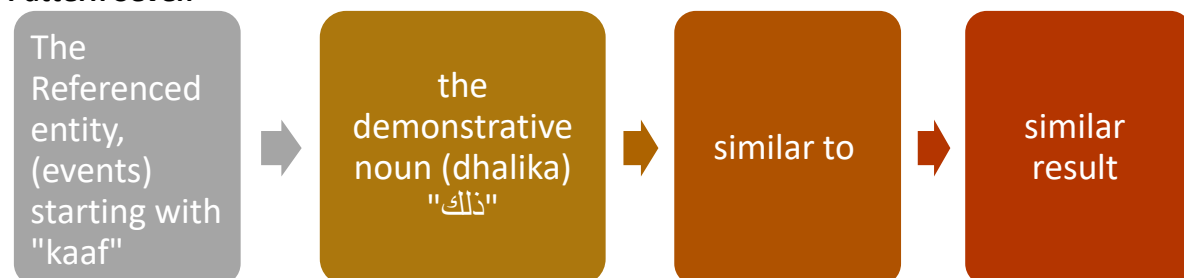 The
Referenced
entity,
(events)
starting with
"kaaf"
the
demonstrative
noun (dhalika)
"ذلك"
similar to
similar
result